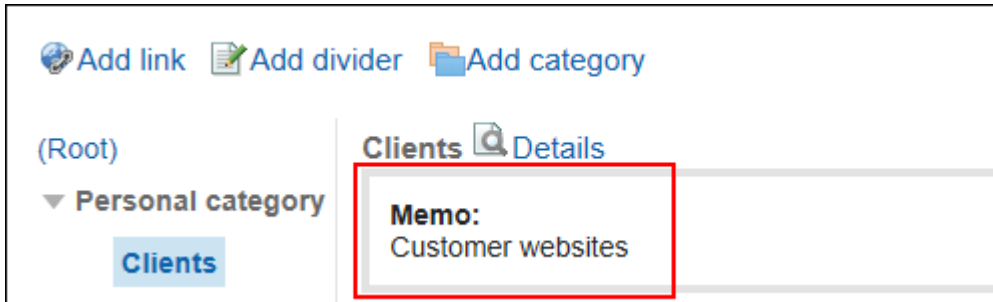 Add link Add divider Add category
(Root)
Personal category
Clients
Clients Details
Memo:
Customer websites